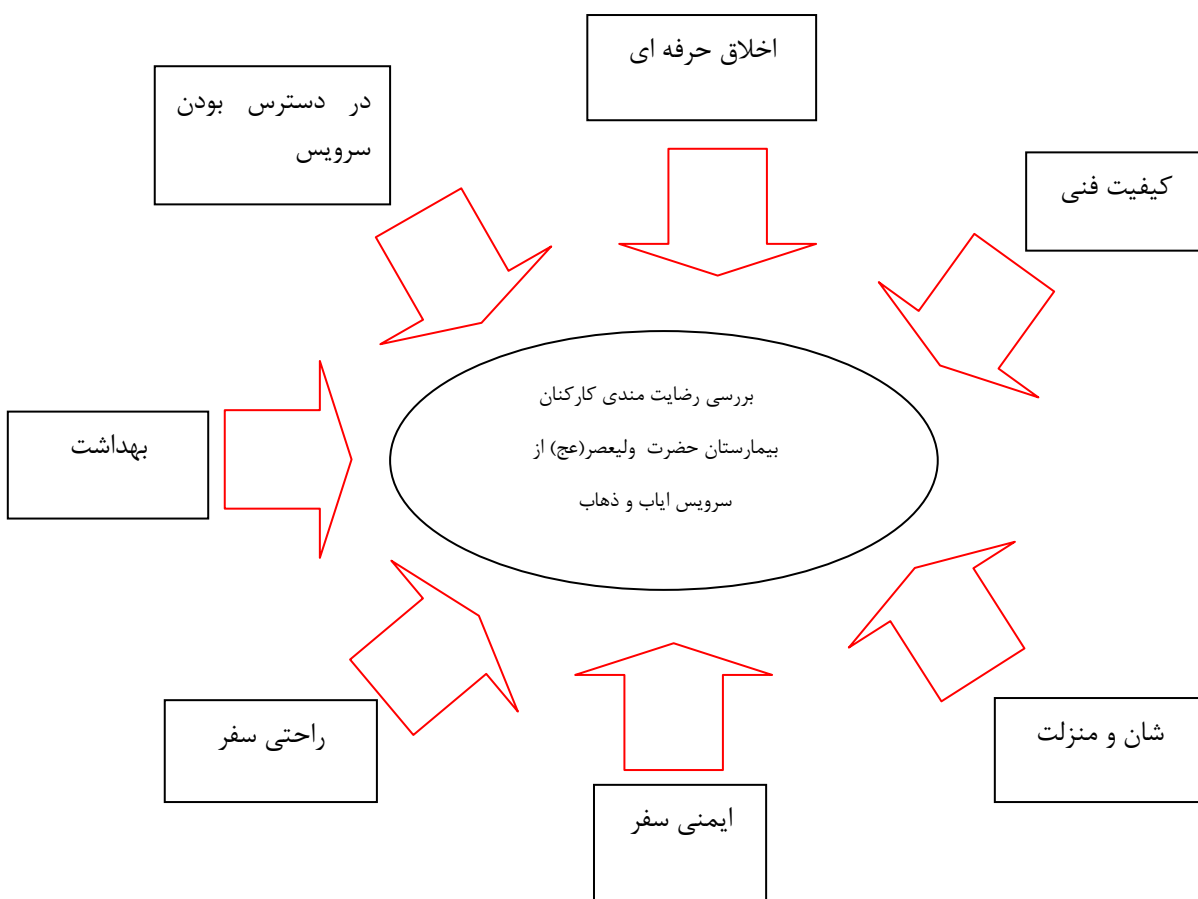 اخلاق حرفه ای
در دسترس بودن
سرویس
کیفیت فنی
بررسی رضایت مندی کارکنان
بیمارستان حضرت ولیعصر(عج) از
سرویس ایاب و ذهاب
بهداشت
راحتی سفر
شان و منزلت
ایمنی سفر